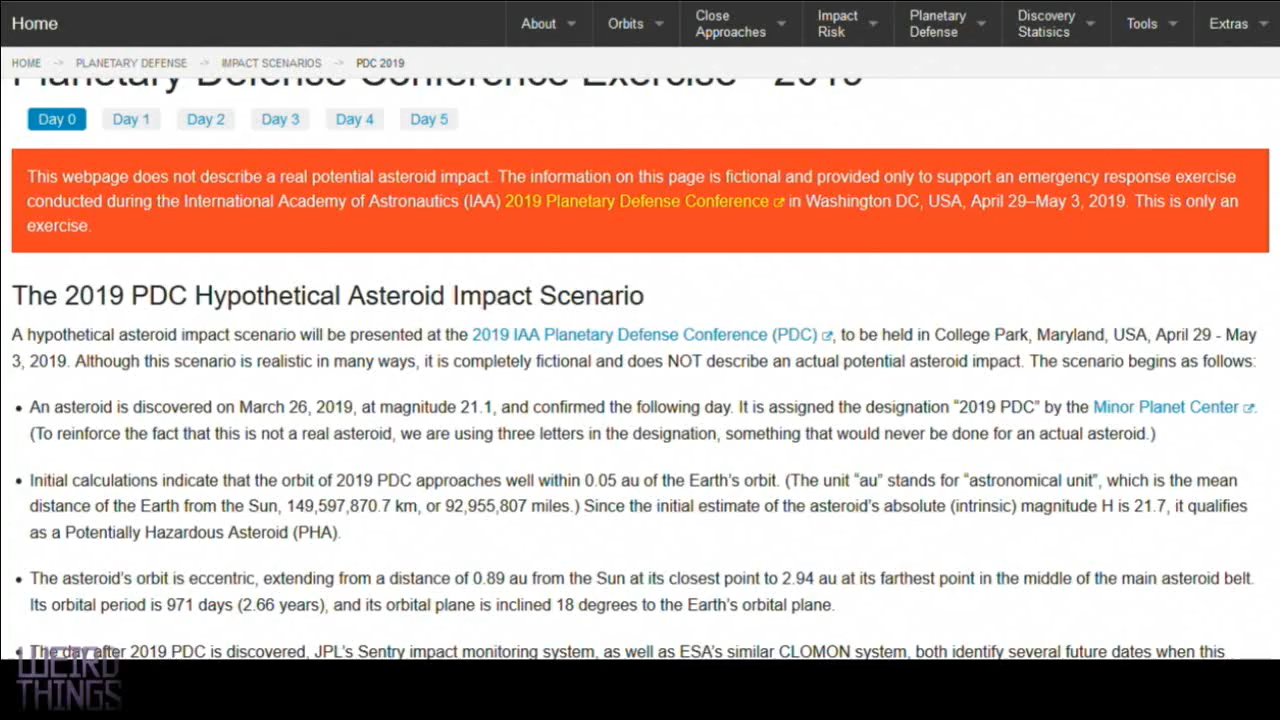 Home
About
Orbits
Close Approaches
Impact Risk
Planetary Defense
Discovery Statisics
Tools
Extras
HOME -> PLANETARY DEFENSE -> IMPACT SCENARIOS -> PDC 2019
Planetary Defense Conference Exercise - 2019
Day 0 Day 1 Day 2 Day 3 Day 4 Day 5
This webpage does not describe a real potential asteroid impact. The information on this page is fictional and provided only to support an emergency response exercise
conducted during the International Academy of Astronautics (IAA) 2019 Planetary Defense Conference in Washington DC, USA, April 29–May 3, 2019. This is only an
exercise.
The 2019 PDC Hypothetical Asteroid Impact Scenario
A hypothetical asteroid impact scenario will be presented at the 2019 IAA Planetary Defense Conference (PDC), to be held in College Park, Maryland, USA, April 29 - May
3, 2019. Although this scenario is realistic in many ways, it is completely fictional and does NOT describe an actual potential asteroid impact. The scenario begins as follows:
• An asteroid is discovered on March 26, 2019, at magnitude 21.1, and confirmed the following day. It is assigned the designation “2019 PDC” by the Minor Planet Center.
(To reinforce the fact that this is not a real asteroid, we are using three letters in the designation, something that would never be done for an actual asteroid.)
• Initial calculations indicate that the orbit of 2019 PDC approaches well within 0.05 au of the Earth's orbit. (The unit “au” stands for “astronomical unit”, which is the mean
distance of the Earth from the Sun, 149,597,870.7 km, or 92,955,807 miles.) Since the initial estimate of the asteroid's absolute (intrinsic) magnitude H is 21.7, it qualifies
as a Potentially Hazardous Asteroid (PHA).
• The asteroid's orbit is eccentric, extending from a distance of 0.89 au from the Sun at its closest point to 2.94 au at its farthest point in the middle of the main asteroid belt.
Its orbital period is 971 days (2.66 years), and its orbital plane is inclined 18 degrees to the Earth's orbital plane.
• The day after 2019 PDC is discovered, JPL's Sentry impact monitoring system, as well as ESA's similar CLOMON system, both identify several future dates when this
WEIRD
THINGS